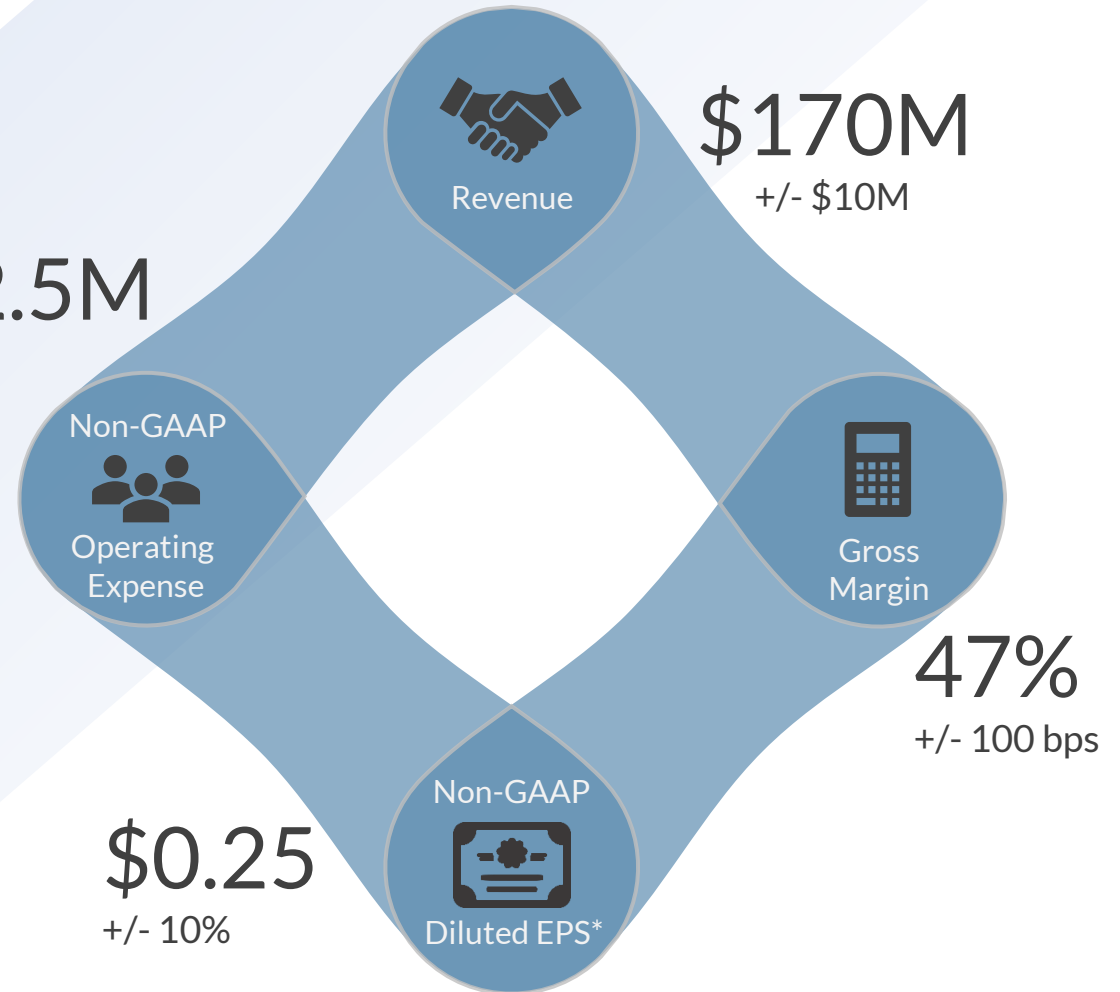 Revenue
$170M
+/- $10M
.5M
Non-GAAP
Operating
Expense
Gross
Margin
47%
+/- 100 bps
Non-GAAP
Diluted EPS*
$0.25
+/- 10%